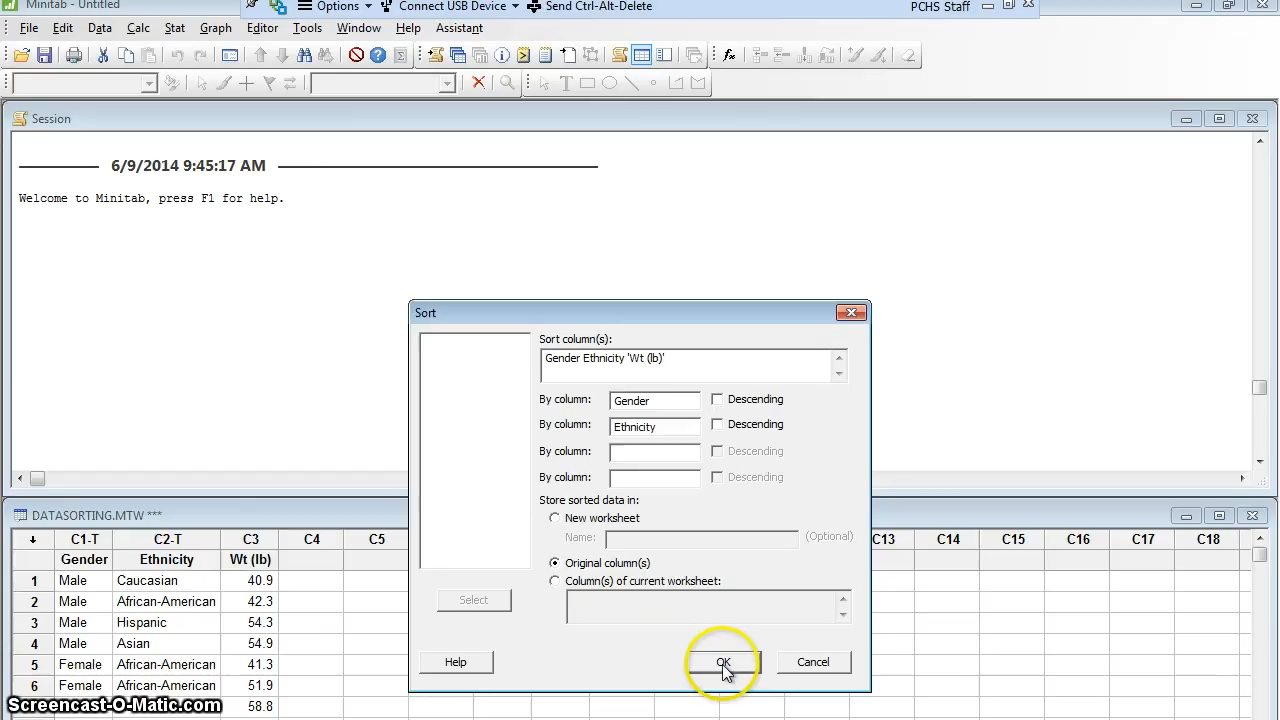 Minitab - Untitled
Options
Connect USB Device
Send Ctrl-Alt-Delete
PCHS Staff
File Edit Data Calc Stat Graph Editor Tools Window Help Assistant
Session
6/9/2014 9:45:17 AM
Welcome to Minitab, press F1 for help.
Sort
Sort column(s):
Gender Ethnicity 'Wt (lb)'
By column: Gender Descending
By column: Ethnicity Descending
By column: Descending
By column: Descending
Store sorted data in:
New worksheet
Name: (Optional)
Original column(s)
Column(s) of current worksheet:
Select
Help OK Cancel
DATASORTING.MTW ***
C1-T C2-T C3 C4 C5 C13 C14 C15 C16 C17 C18
Gender Ethnicity Wt (lb)
1 Male Caucasian 40.9
2 Male African-American 42.3
3 Male Hispanic 54.3
4 Male Asian 54.9
5 Female African-American 41.3
6 Female African-American 51.9
58.8
Screencast-O-Matic.com